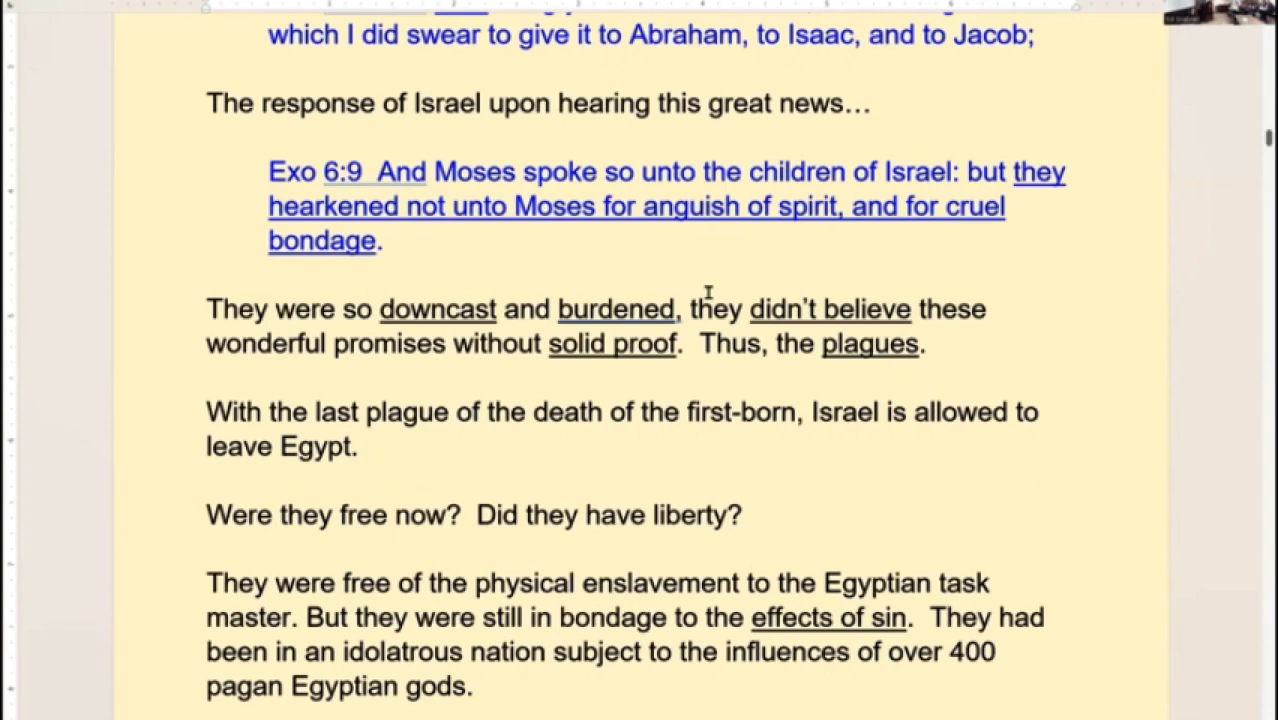 which I did swear to give it to Abraham, to Isaac, and to Jacob;
The response of Israel upon hearing this great news…
Exo 6:9  And Moses spoke so unto the children of Israel: but they
hearkened not unto Moses for anguish of spirit, and for cruel
bondage.
They were so downcast and burdened, they didn't believe these
wonderful promises without solid proof.  Thus, the plagues.
With the last plague of the death of the first-born, Israel is allowed to
leave Egypt.
Were they free now?  Did they have liberty?
They were free of the physical enslavement to the Egyptian task
master. But they were still in bondage to the effects of sin.  They had
been in an idolatrous nation subject to the influences of over 400
pagan Egyptian gods.